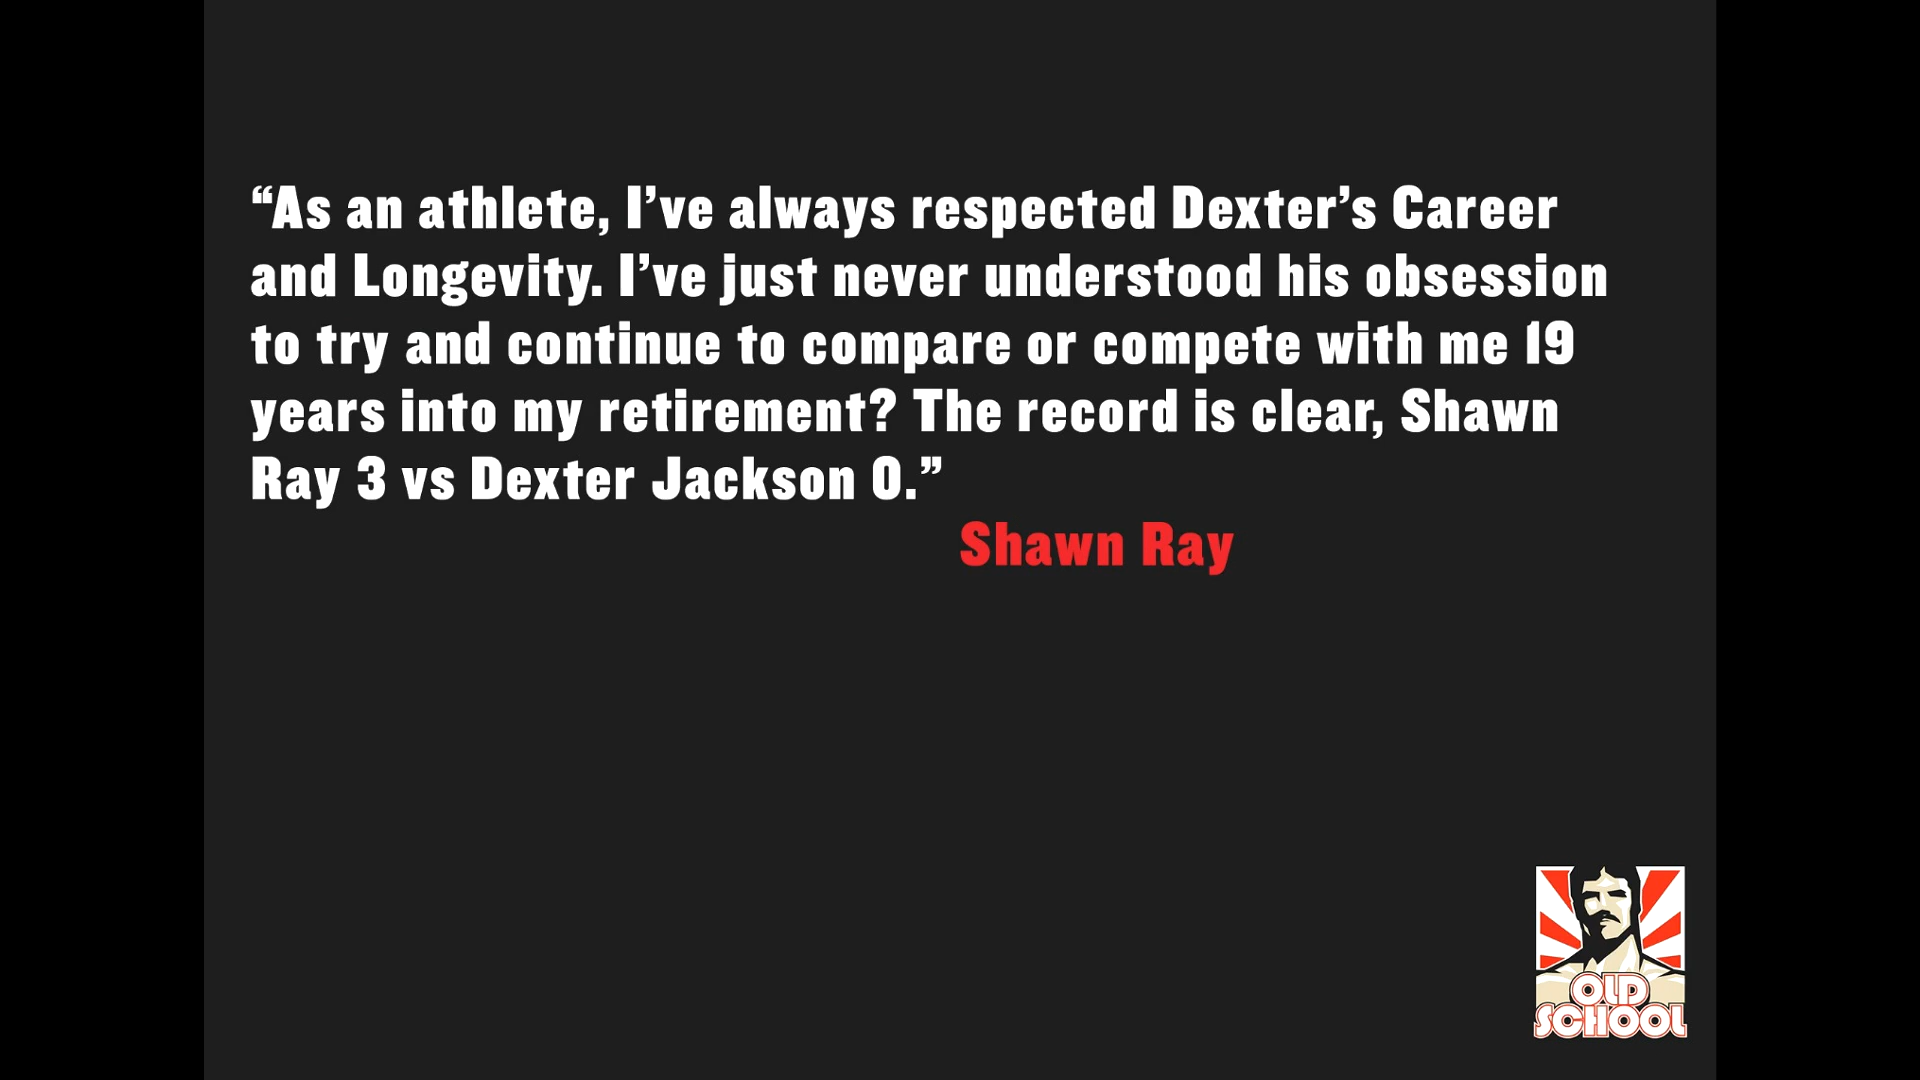 “As an athlete, I’ve always respected Dexter’s Career
and Longevity. I’ve just never understood his obsession
to try and continue to compare or compete with me 19
years into my retirement? The record is clear, Shawn
Ray 3 vs Dexter Jackson 0.”
Shawn Ray
OLD
SCHOOL